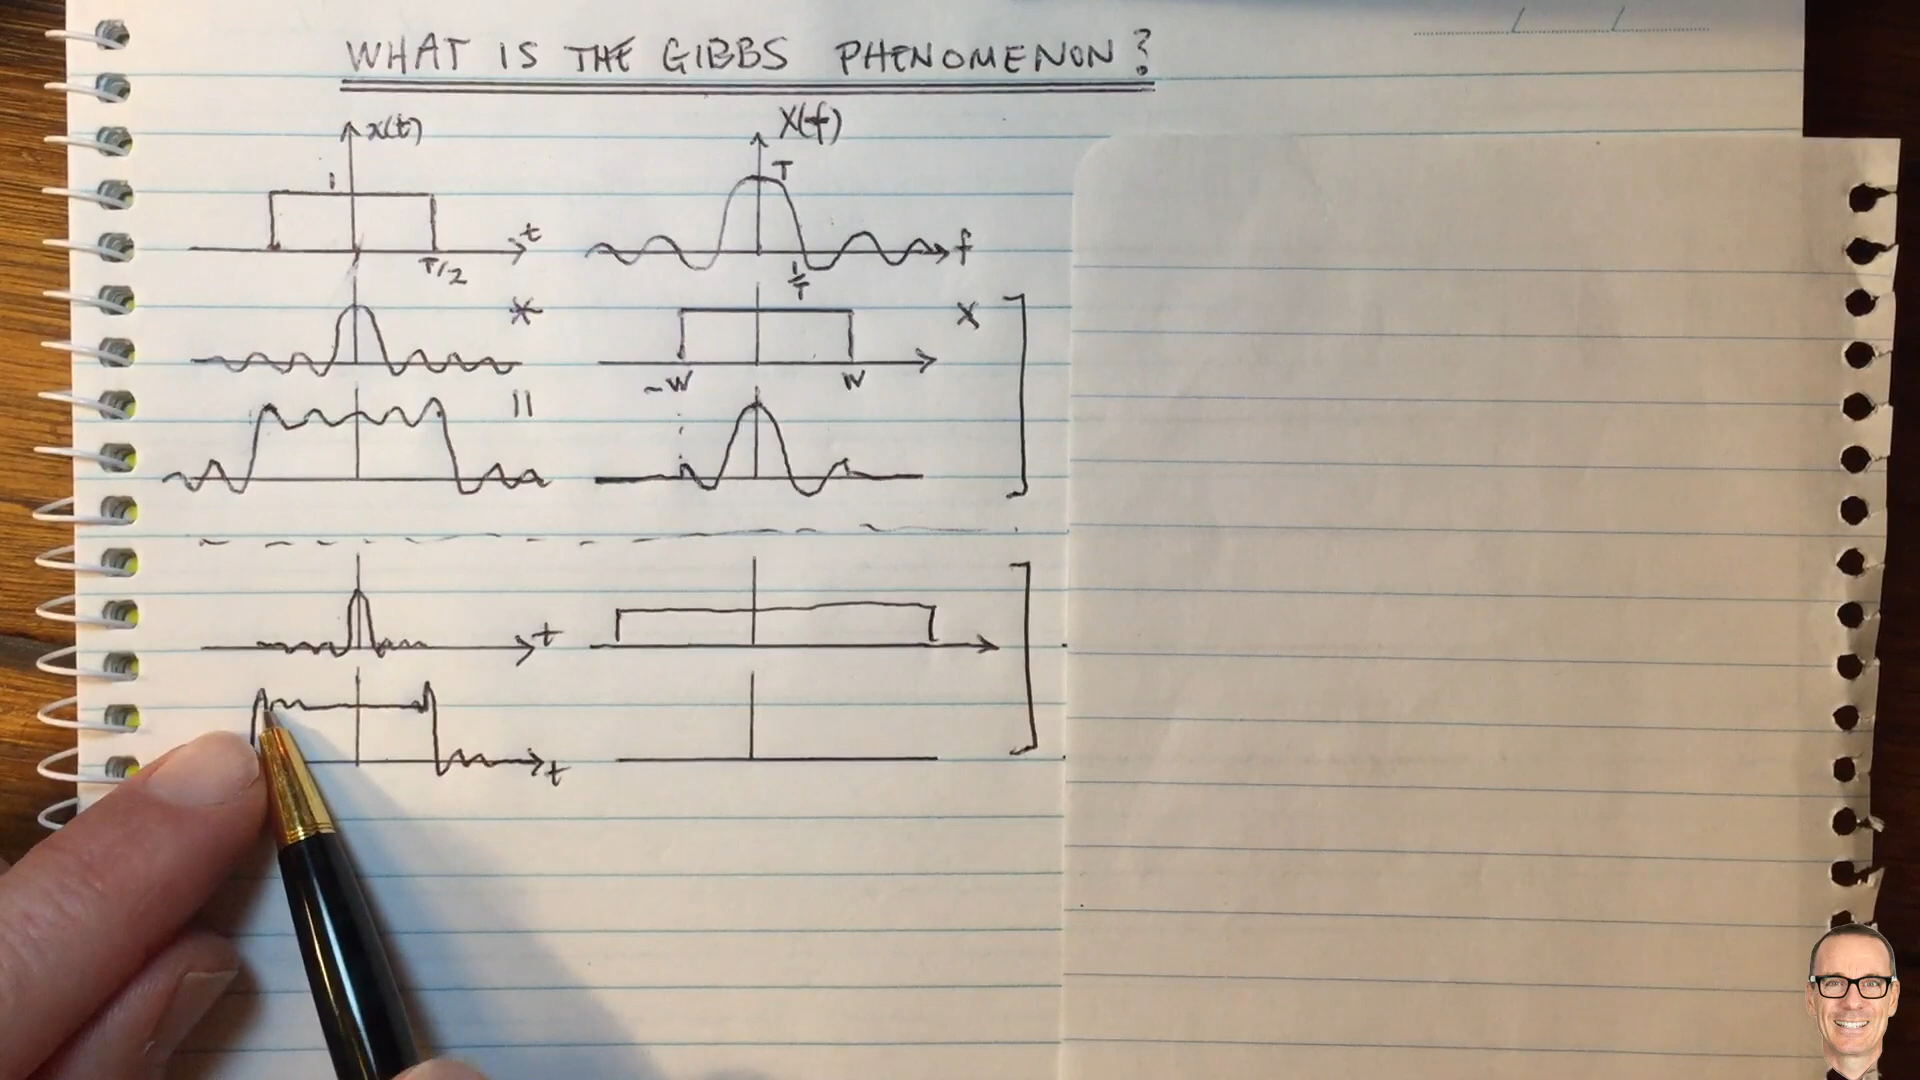 WHAT IS THE GIBBS PHENOMENON?
x(t) X(f)
1 T
t f
T/2 1/T
* X
-W W
||
t
t